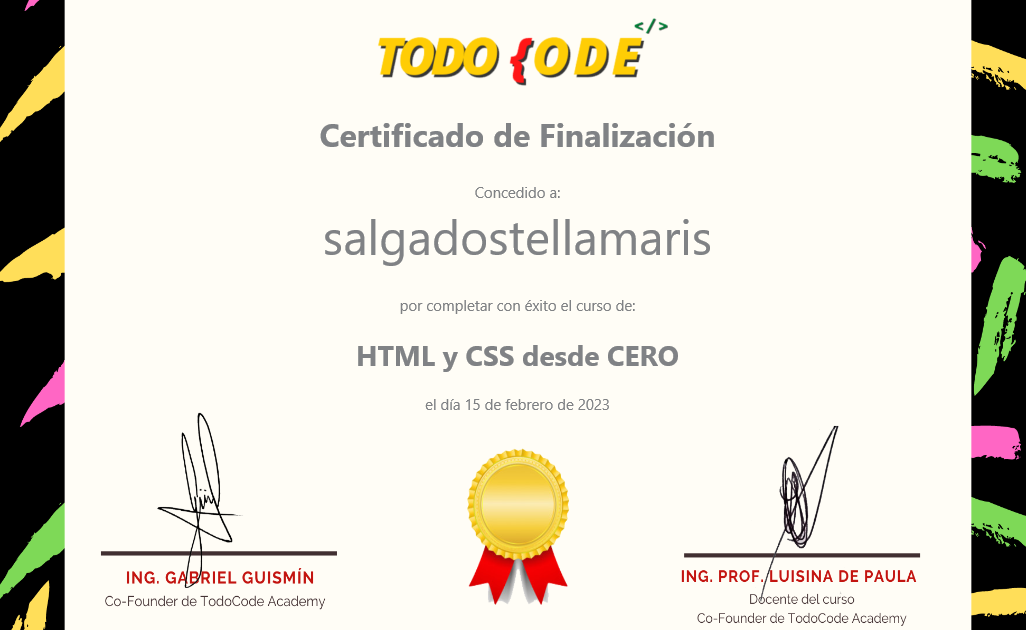 </>
TODO {ODE
Certificado de Finalización
Concedido a:
salgadostellamaris
por completar con éxito el curso de:
HTML y CSS desde CERO
el día 15 de febrero de 2023
ING. GABRIEL GUISMÍN
Co-Founder de TodoCode Academy
ING. PROF. LUISINA DE PAULA
Docente del curso
Co-Founder de TodoCode Academy